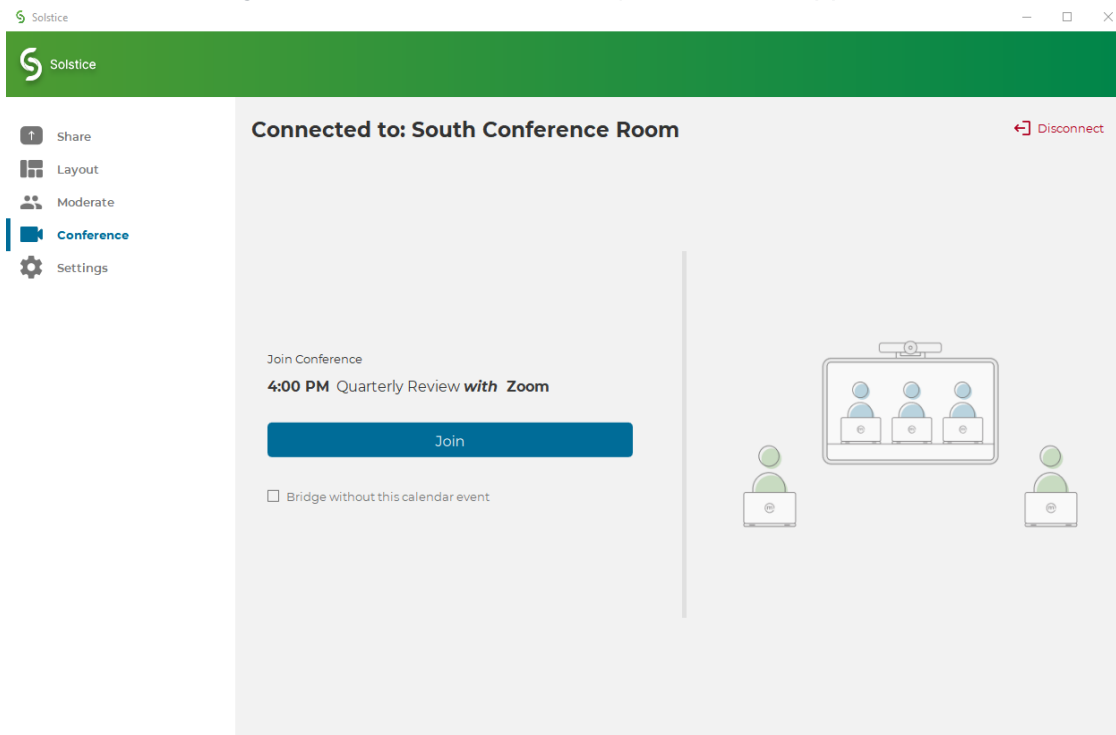 Solstice
Solstice
Share
Layout
Moderate
Conference
Settings
Connected to: South Conference Room
Disconnect
Join Conference
4:00 PM Quarterly Review with Zoom
Join
Bridge without this calendar event